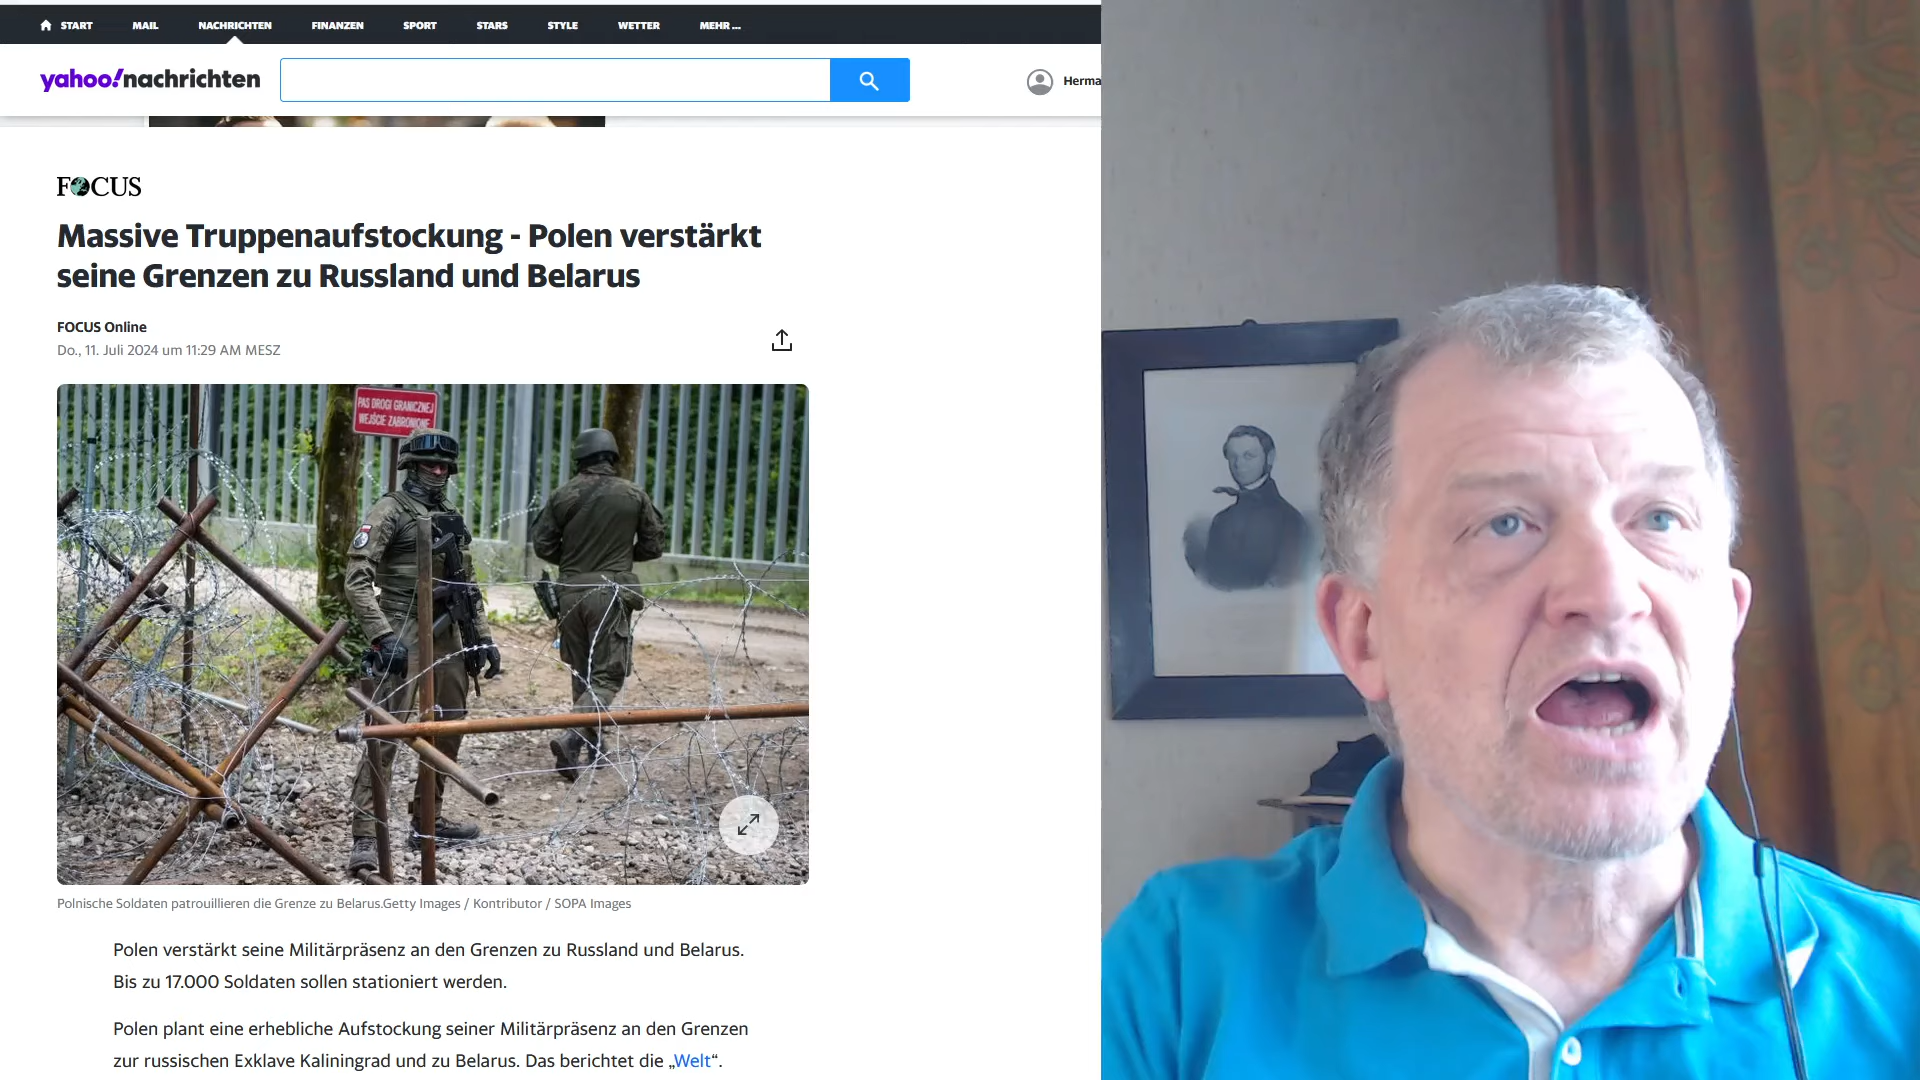 START MAIL NACHRICHTEN FINANZEN SPORT STARS STYLE WETTER MEHR ...
yahoo!nachrichten
Herma
FOCUS
Massive Truppenaufstockung - Polen verstärkt
seine Grenzen zu Russland und Belarus
FOCUS Online
Do., 11. Juli 2024 um 11:29 AM MESZ
PAS DROGI GRANICZNEJ
WEJŚCIE ZABRONIONE
Polnische Soldaten patrouillieren die Grenze zu Belarus.Getty Images / Kontributor / SOPA Images
Polen verstärkt seine Militärpräsenz an den Grenzen zu Russland und Belarus.
Bis zu 17.000 Soldaten sollen stationiert werden.
Polen plant eine erhebliche Aufstockung seiner Militärpräsenz an den Grenzen
zur russischen Exklave Kaliningrad und zu Belarus. Das berichtet die „Welt“.